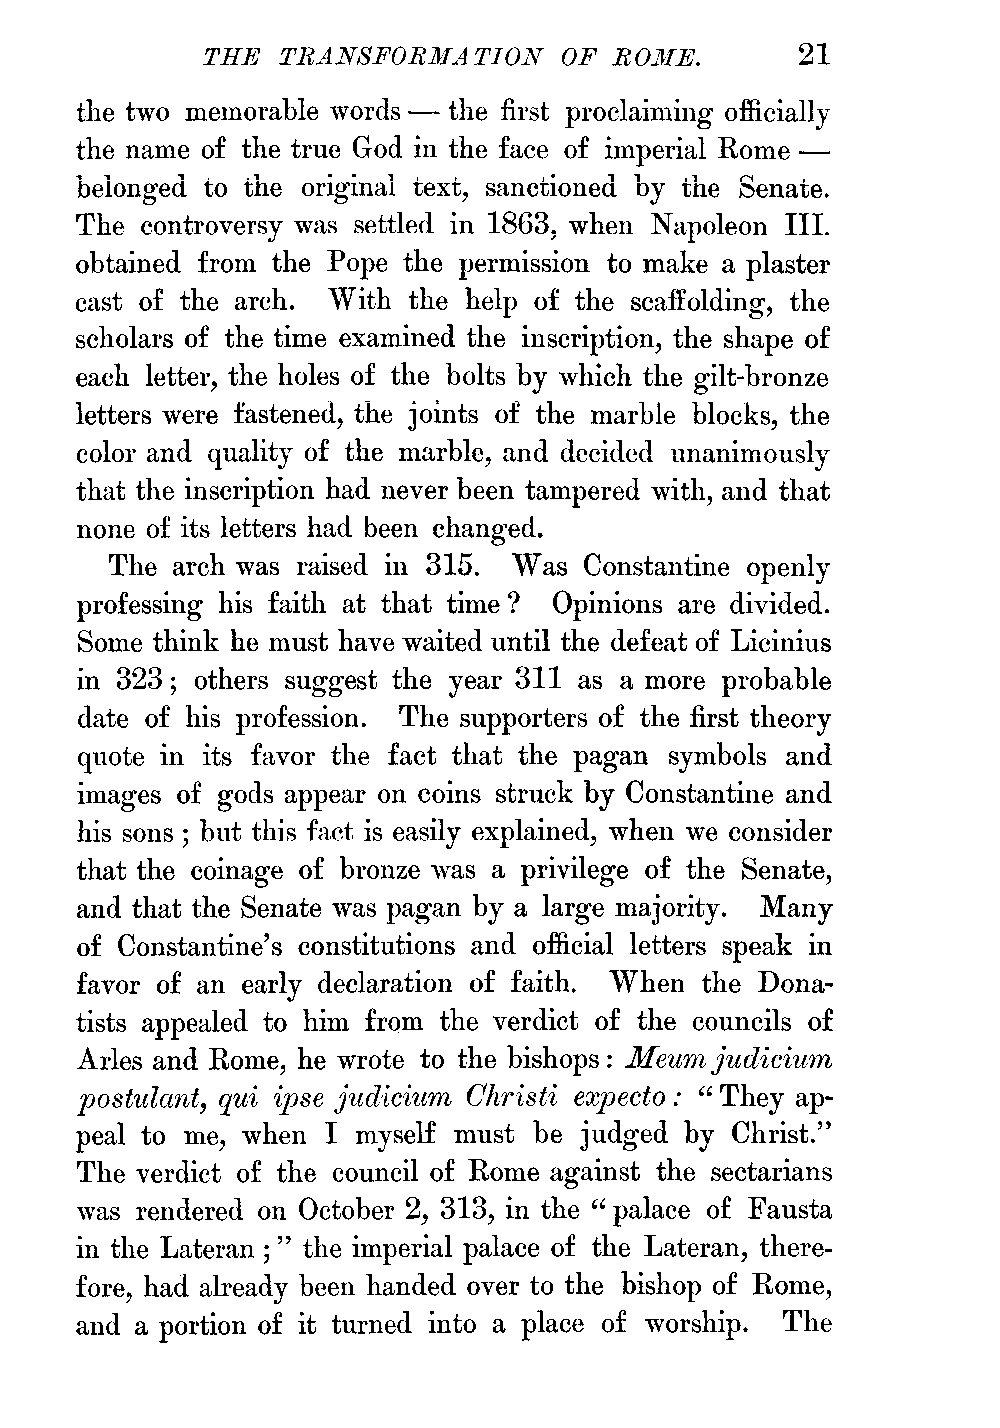 THE TRANSFORMATION OF ROME. 21
the two memorable words — the first proclaiming officially
the name of the true God in the face of imperial Rome —
belonged to the original text, sanctioned by the Senate.
The controversy was settled in 1863, when Napoleon III.
obtained from the Pope the permission to make a plaster
cast of the arch. With the help of the scaffolding, the
scholars of the time examined the inscription, the shape of
each letter, the holes of the bolts by which the gilt-bronze
letters were fastened, the joints of the marble blocks, the
color and quality of the marble, and decided unanimously
that the inscription had never been tampered with, and that
none of its letters had been changed.
The arch was raised in 315. Was Constantine openly
professing his faith at that time? Opinions are divided.
Some think he must have waited until the defeat of Licinius
in 323; others suggest the year 311 as a more probable
date of his profession. The supporters of the first theory
quote in its favor the fact that the pagan symbols and
images of gods appear on coins struck by Constantine and
his sons; but this fact is easily explained, when we consider
that the coinage of bronze was a privilege of the Senate,
and that the Senate was pagan by a large majority. Many
of Constantine's constitutions and official letters speak in
favor of an early declaration of faith. When the Dona-
tists appealed to him from the verdict of the councils of
Arles and Rome, he wrote to the bishops: Meum judicium
postulant, qui ipse judicium Christi expecto: "They ap-
peal to me, when I myself must be judged by Christ."
The verdict of the council of Rome against the sectarians
was rendered on October 2, 313, in the "palace of Fausta
in the Lateran;" the imperial palace of the Lateran, there-
fore, had already been handed over to the bishop of Rome,
and a portion of it turned into a place of worship. The